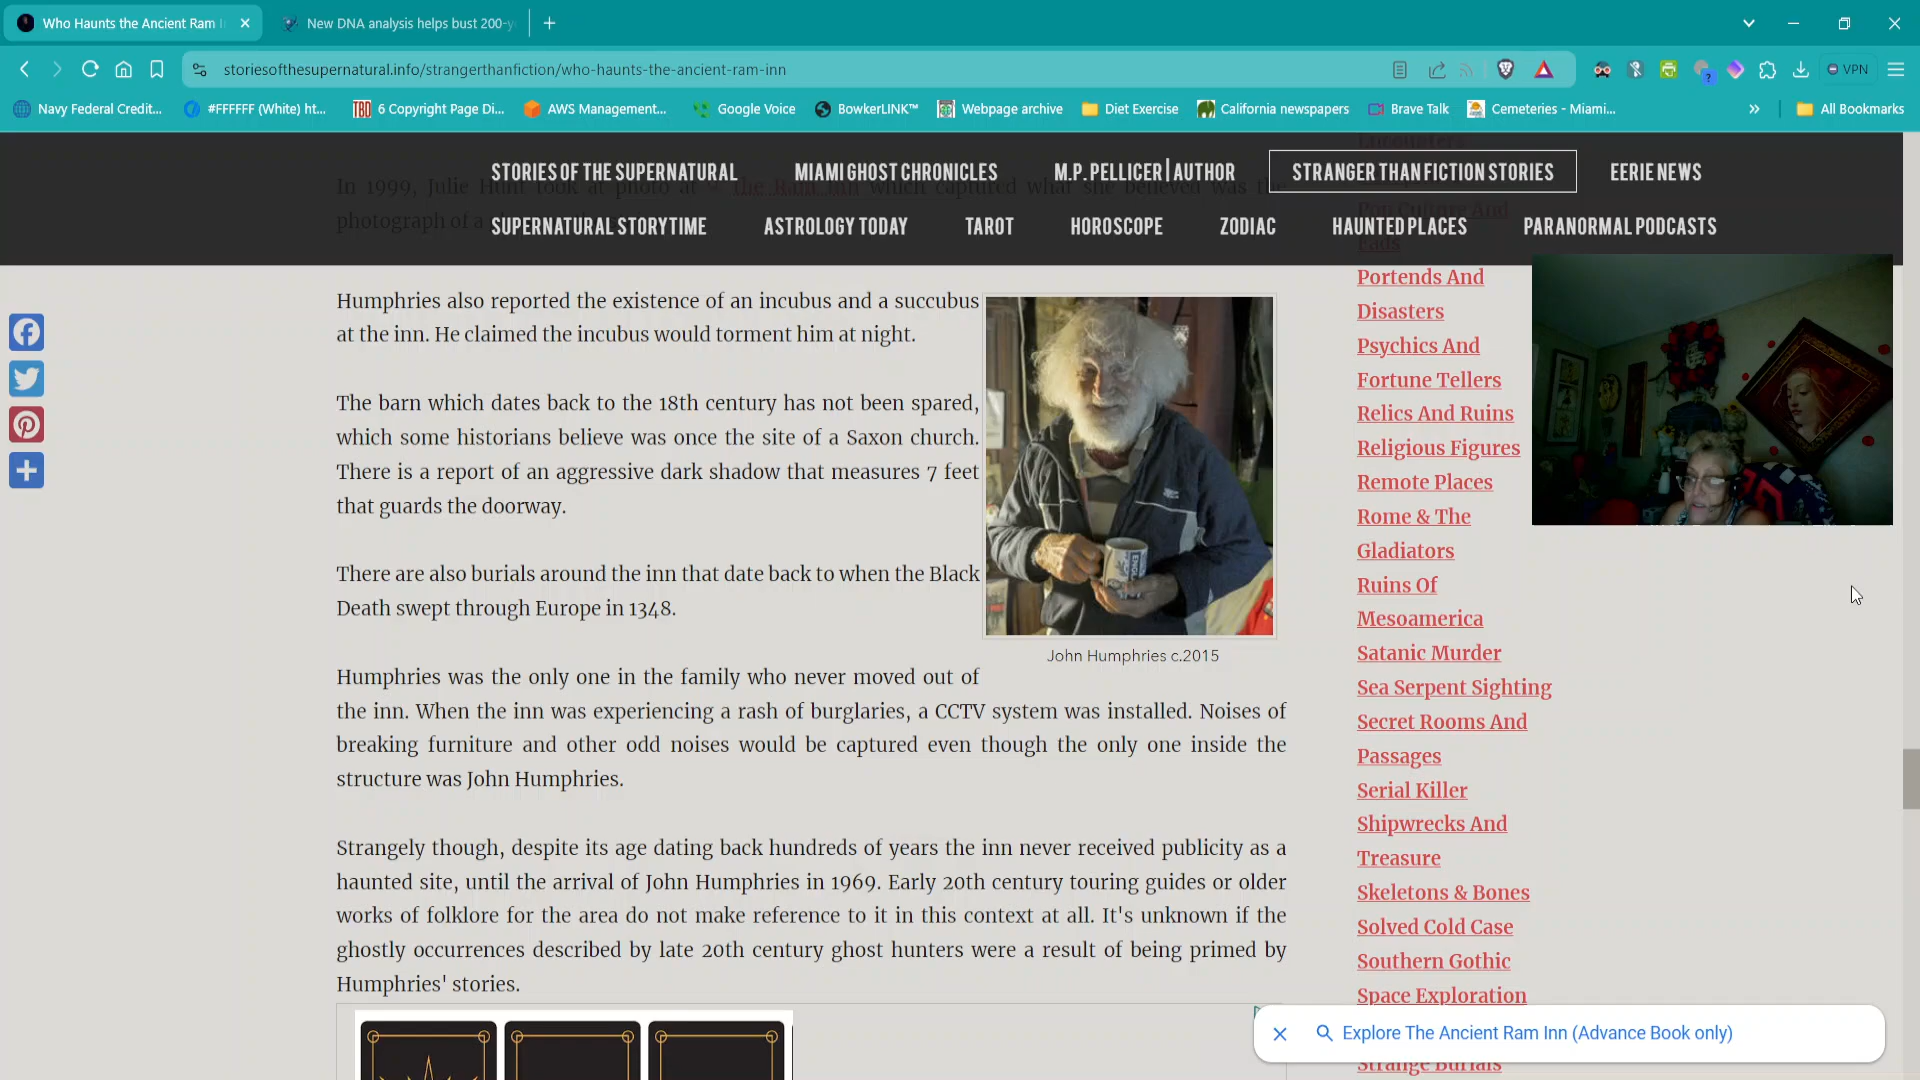 Who Haunts the Ancient Ram I
New DNA analysis helps bust 200-y
storiesofthesupernatural.info/strangerthanfiction/who-haunts-the-ancient-ram-inn
VPN
Navy Federal Credit...
#FFFFFF (White) ht...
TBD
6 Copyright Page Di...
AWS Management...
Google Voice
BowkerLINK™
Webpage archive
Diet Exercise
California newspapers
Brave Talk
Cemeteries - Miami...
»
All Bookmarks
STORIES OF THE SUPERNATURAL
MIAMI GHOST CHRONICLES
M.P. PELLICER | AUTHOR
STRANGER THAN FICTION STORIES
EERIE NEWS
SUPERNATURAL STORYTIME
ASTROLOGY TODAY
TAROT
HOROSCOPE
ZODIAC
HAUNTED PLACES
PARANORMAL PODCASTS
In 1999, Julie Hunt took at photo at the Ram Inn which captured what she believed was the
photograph of a
Humphries also reported the existence of an incubus and a succubus
at the inn. He claimed the incubus would torment him at night.
The barn which dates back to the 18th century has not been spared,
which some historians believe was once the site of a Saxon church.
There is a report of an aggressive dark shadow that measures 7 feet
that guards the doorway.
There are also burials around the inn that date back to when the Black
Death swept through Europe in 1348.
John Humphries c.2015
Humphries was the only one in the family who never moved out of
the inn. When the inn was experiencing a rash of burglaries, a CCTV system was installed. Noises of
breaking furniture and other odd noises would be captured even though the only one inside the
structure was John Humphries.
Strangely though, despite its age dating back hundreds of years the inn never received publicity as a
haunted site, until the arrival of John Humphries in 1969. Early 20th century touring guides or older
works of folklore for the area do not make reference to it in this context at all. It's unknown if the
ghostly occurrences described by late 20th century ghost hunters were a result of being primed by
Humphries' stories.
Encounters
Pop Culture And
Fads
Portends And
Disasters
Psychics And
Fortune Tellers
Relics And Ruins
Religious Figures
Remote Places
Rome & The
Gladiators
Ruins Of
Mesoamerica
Satanic Murder
Sea Serpent Sighting
Secret Rooms And
Passages
Serial Killer
Shipwrecks And
Treasure
Skeletons & Bones
Solved Cold Case
Southern Gothic
Space Exploration
Strange Burials
Explore The Ancient Ram Inn (Advance Book only)